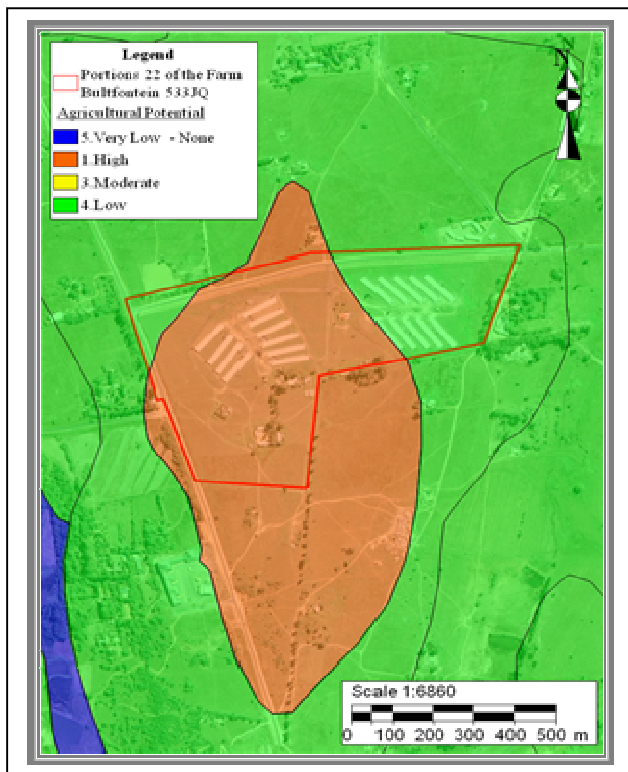 Legend
Portions 22 of the Farm
Bultfontein 533JQ
Agricultural Potential
5.Very Low - None
1.High
3.Moderate
4.Low
N
Scale 1:6860
0 100 200 300 400 500 m